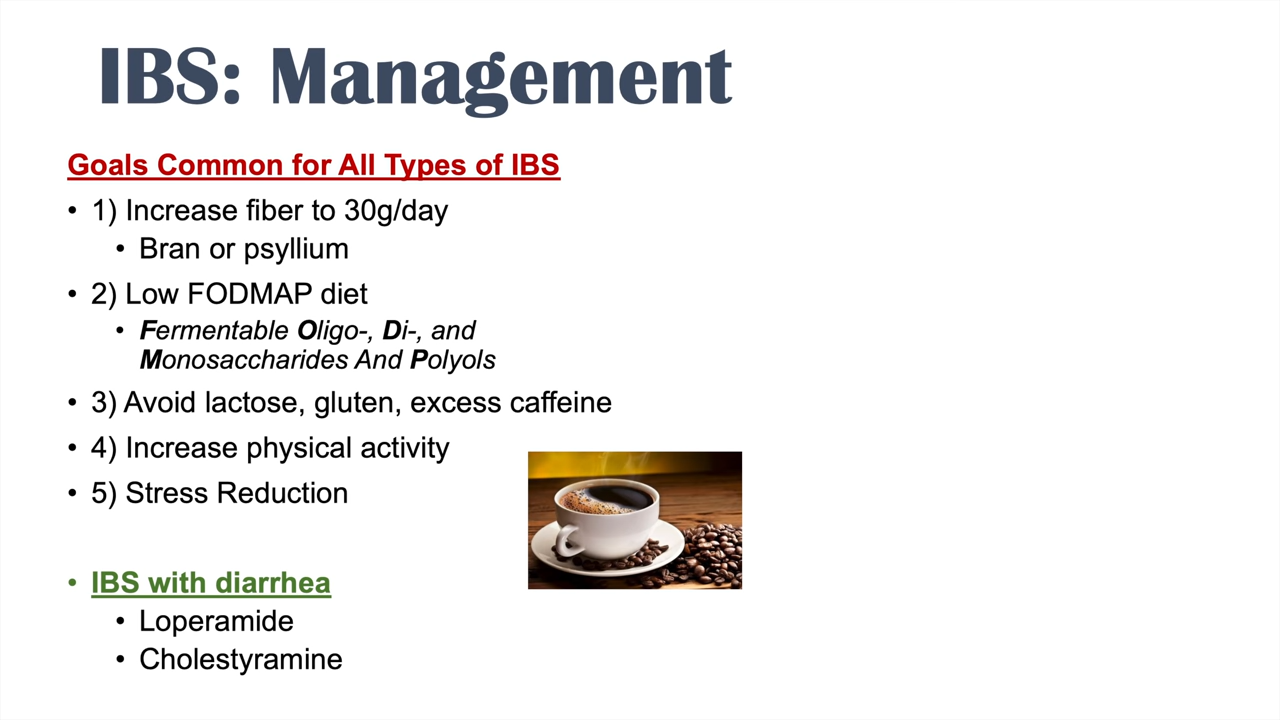 IBS: Management
Goals Common for All Types of IBS
• 1) Increase fiber to 30g/day
• Bran or psyllium
• 2) Low FODMAP diet
• Fermentable Oligo-, Di-, and
Monosaccharides And Polyols
• 3) Avoid lactose, gluten, excess caffeine
• 4) Increase physical activity
• 5) Stress Reduction
• IBS with diarrhea
• Loperamide
• Cholestyramine